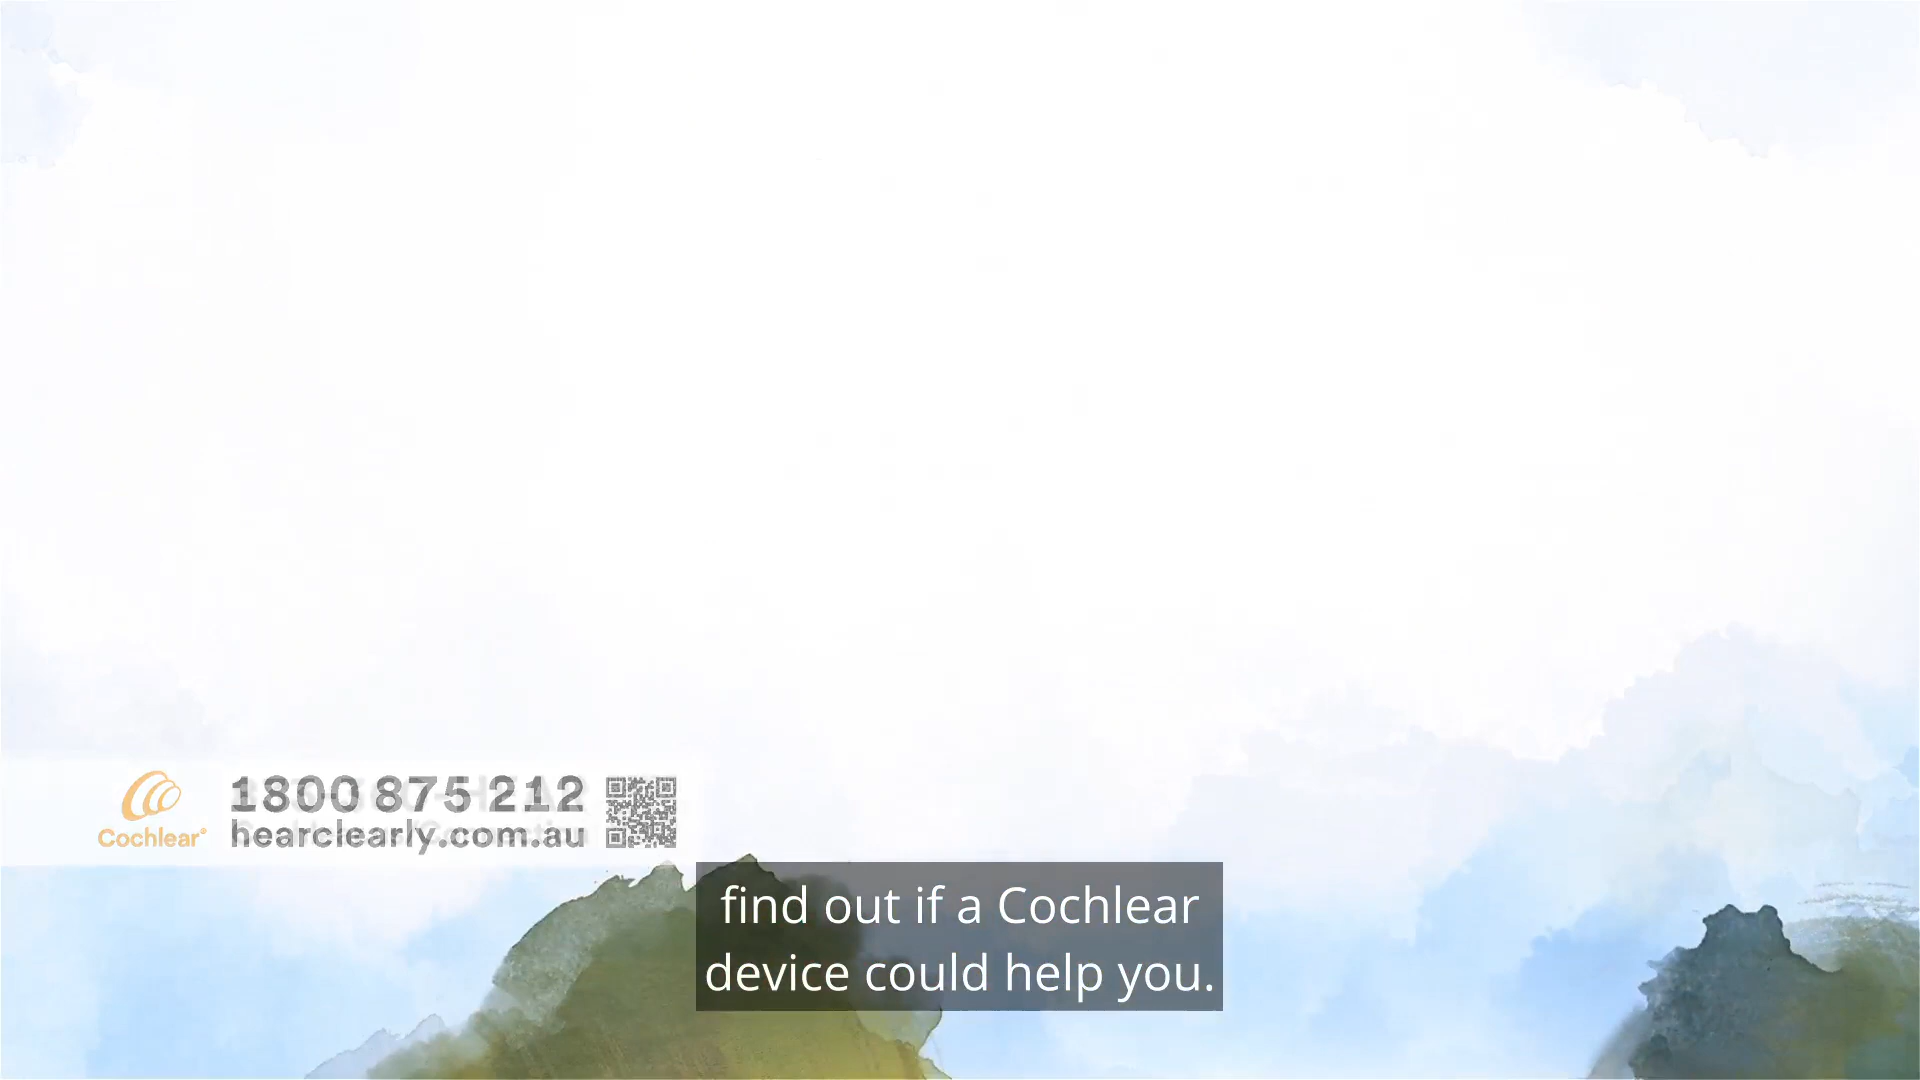 Cochlear®
1800 875 212
hearclearly.com.au
find out if a Cochlear
device could help you.